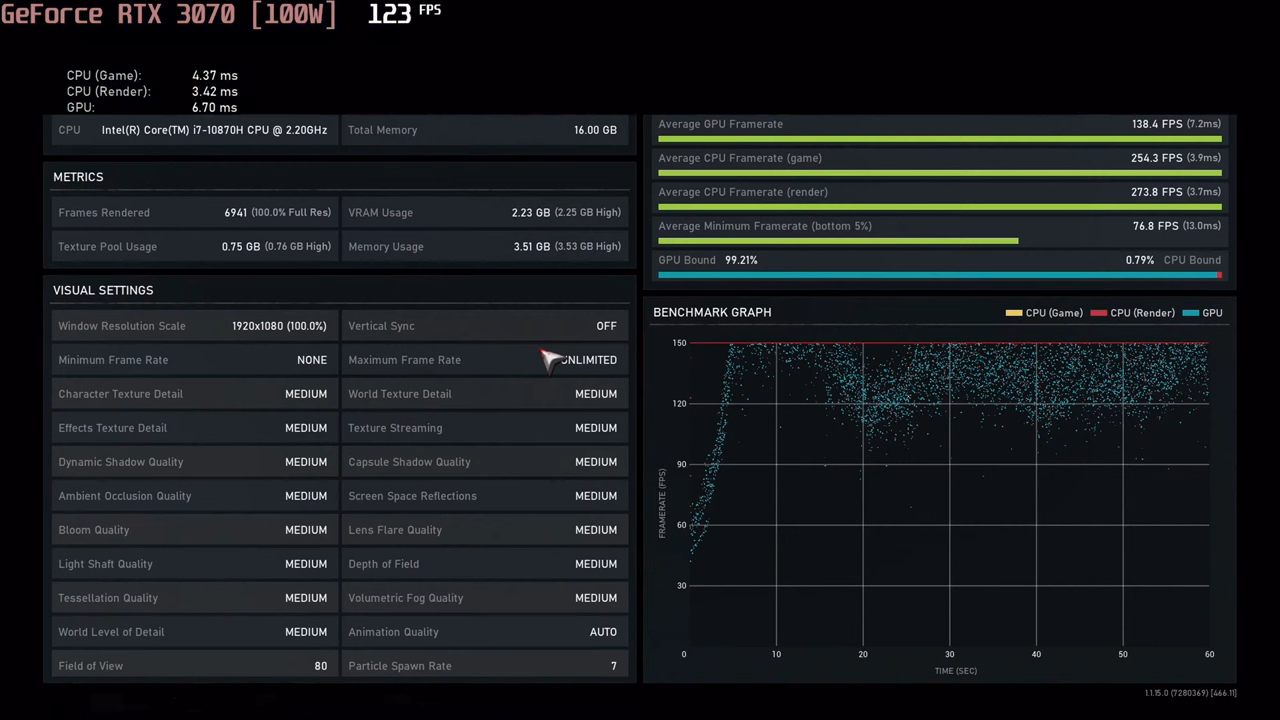 GeForce RTX 3070 [100W] 123 FPS
CPU (Game): 4.37 ms
CPU (Render): 3.42 ms
GPU: 6.70 ms
CPU Intel(R) Core(TM) i7-10870H CPU @ 2.20GHz Total Memory 16.00 GB
METRICS
Frames Rendered 6941 (100.0% Full Res) VRAM Usage 2.23 GB (2.25 GB High)
Texture Pool Usage 0.75 GB (0.76 GB High) Memory Usage 3.51 GB (3.53 GB High)
VISUAL SETTINGS
Window Resolution Scale 1920x1080 (100.0%) Vertical Sync OFF
Minimum Frame Rate NONE Maximum Frame Rate UNLIMITED
Character Texture Detail MEDIUM World Texture Detail MEDIUM
Effects Texture Detail MEDIUM Texture Streaming MEDIUM
Dynamic Shadow Quality MEDIUM Capsule Shadow Quality MEDIUM
Ambient Occlusion Quality MEDIUM Screen Space Reflections MEDIUM
Bloom Quality MEDIUM Lens Flare Quality MEDIUM
Light Shaft Quality MEDIUM Depth of Field MEDIUM
Tessellation Quality MEDIUM Volumetric Fog Quality MEDIUM
World Level of Detail MEDIUM Animation Quality AUTO
Field of View 80 Particle Spawn Rate 7
Average GPU Framerate 138.4 FPS (7.2ms)
Average CPU Framerate (game) 254.3 FPS (3.9ms)
Average CPU Framerate (render) 273.8 FPS (3.7ms)
Average Minimum Framerate (bottom 5%) 76.8 FPS (13.0ms)
GPU Bound 99.21% 0.79% CPU Bound
BENCHMARK GRAPH CPU (Game) CPU (Render) GPU
150
120
90
60
30
FRAMERATE (FPS)
0 10 20 30 40 50 60
TIME (SEC)
1.1.15.0 (7280369) [466.11]